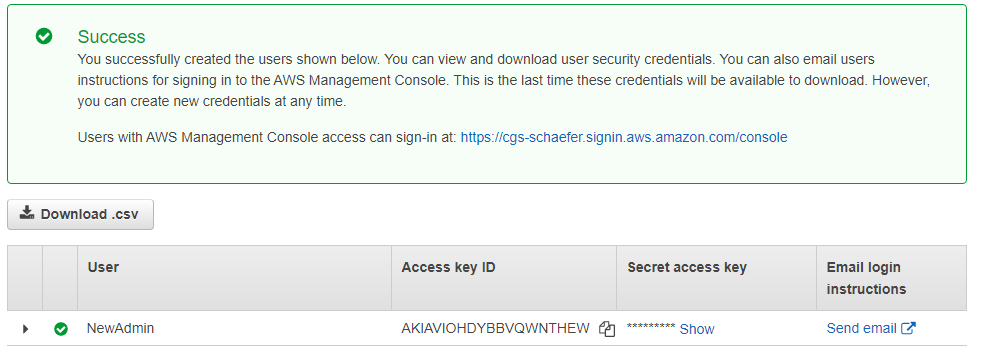 Success
You successfully created the users shown below. You can view and download user security credentials. You can also email users
instructions for signing in to the AWS Management Console. This is the last time these credentials will be available to download. However,
you can create new credentials at any time.
Users with AWS Management Console access can sign-in at: https://cgs-schaefer.signin.aws.amazon.com/console
Download .csv
User Access key ID Secret access key Email login
instructions
NewAdmin AKIAVIOHDYBBVQWNTHEW ********* Show Send email